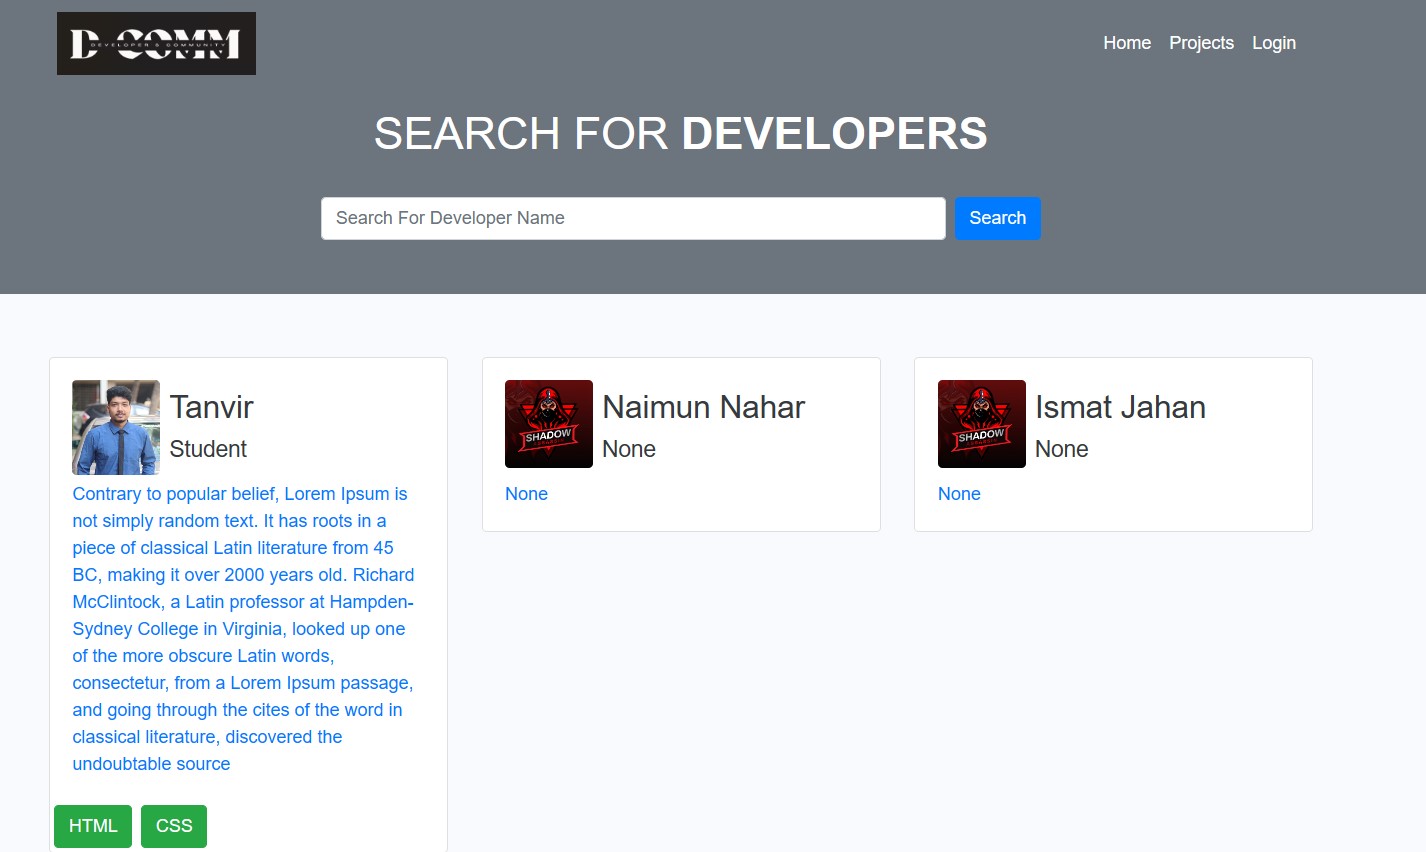 D-COMM
DEVELOPER'S COMMUNITY
Home Projects Login
SEARCH FOR DEVELOPERS
Search For Developer Name Search
Tanvir
Student
Contrary to popular belief, Lorem Ipsum is
not simply random text. It has roots in a
piece of classical Latin literature from 45
BC, making it over 2000 years old. Richard
McClintock, a Latin professor at Hampden-
Sydney College in Virginia, looked up one
of the more obscure Latin words,
consectetur, from a Lorem Ipsum passage,
and going through the cites of the word in
classical literature, discovered the
undoubtable source
HTML CSS
SHADOW
Naimun Nahar
None
None
SHADOW
Ismat Jahan
None
None